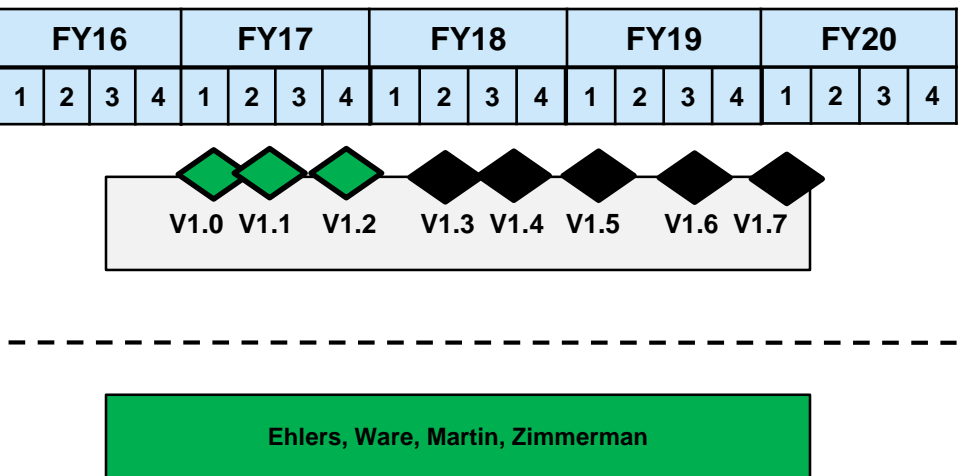 FY16 FY17 FY18 FY19 FY20
1 2 3 4 1 2 3 4 1 2 3 4 1 2 3 4 1 2 3 4
V1.0 V1.1 V1.2 V1.3 V1.4 V1.5 V1.6 V1.7
Ehlers, Ware, Martin, Zimmerman